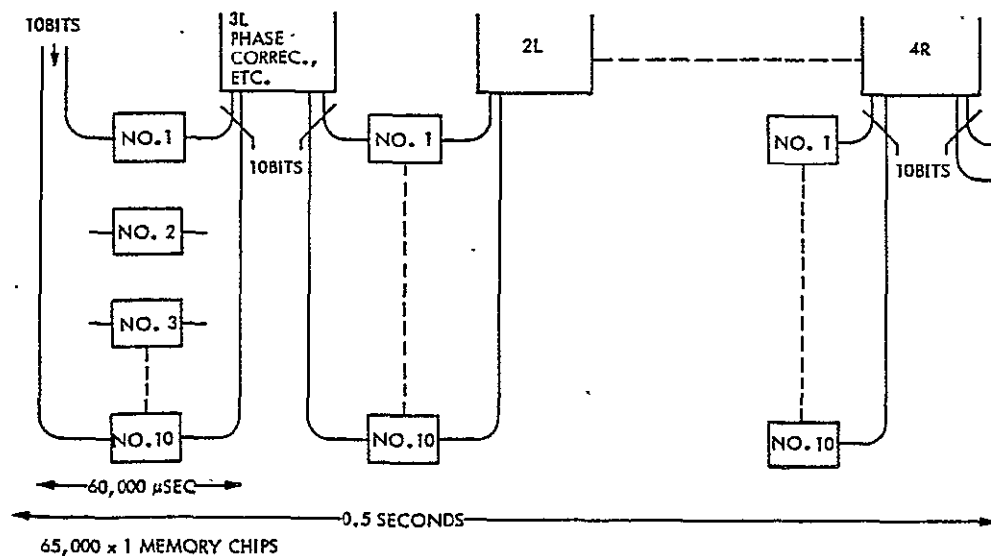 10BITS
3L
PHASE
CORREC.,
ETC.
2L
4R
NO. 1
NO. 1
NO. 1
10BITS
10BITS
NO. 2
NO. 3
NO. 10
NO. 10
NO. 10
60,000 µSEC
0.5 SECONDS
65,000 x 1 MEMORY CHIPS